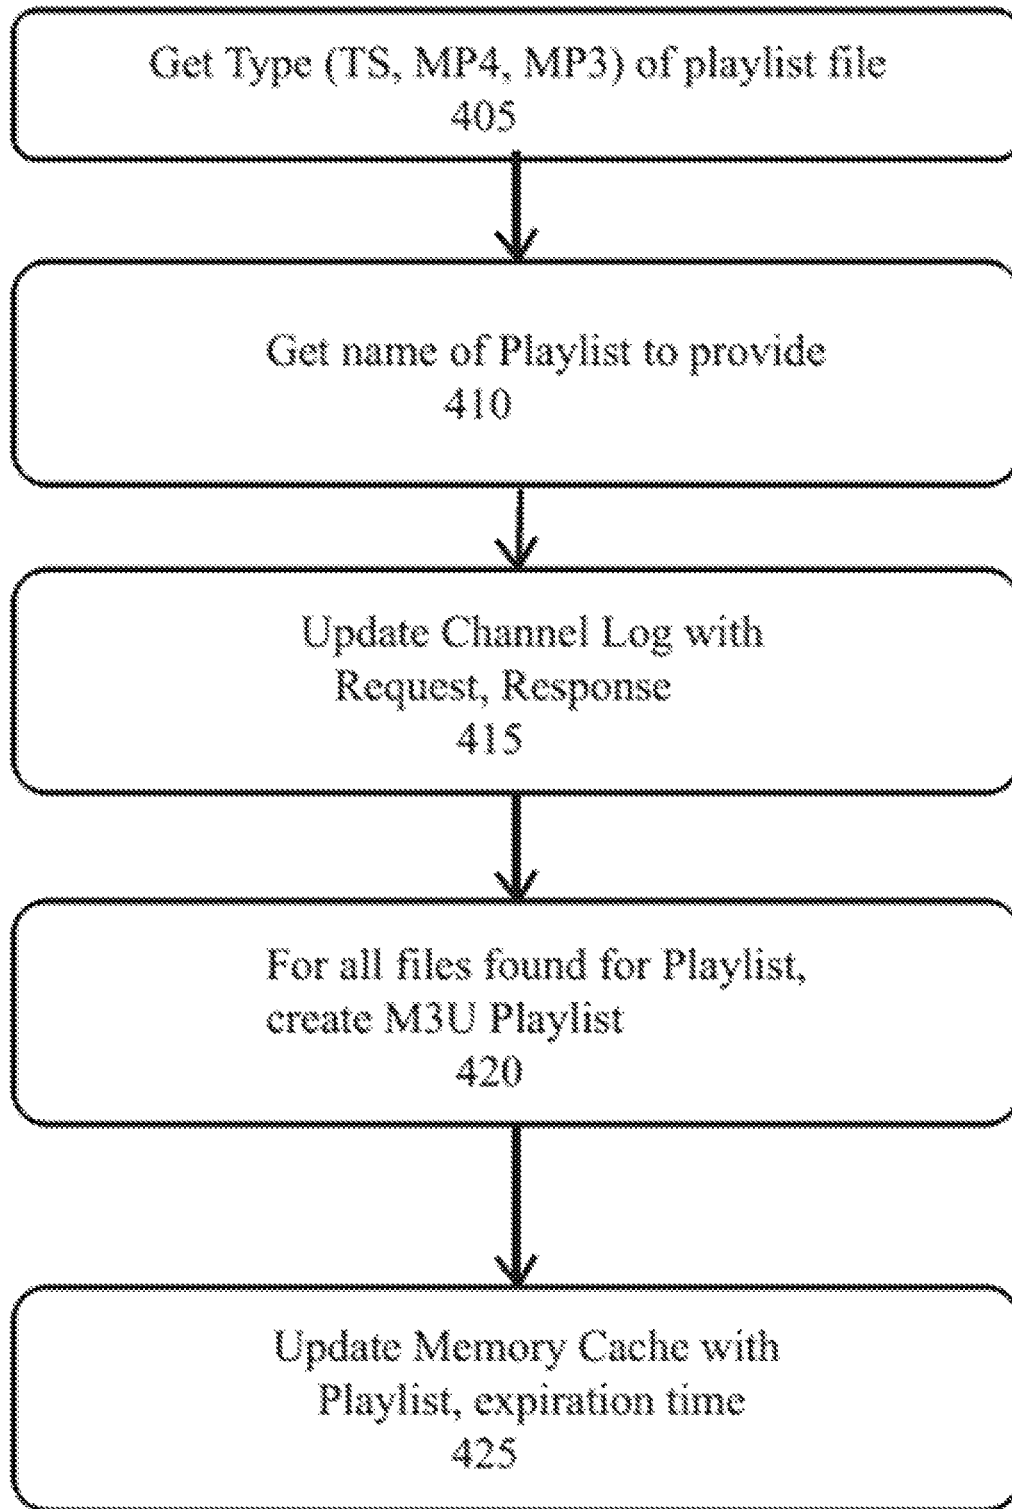 Get Type (TS, MP4, MP3) of playlist file
405
Get name of Playlist to provide
410
Update Channel Log with
Request, Response
415
For all files found for Playlist,
create M3U Playlist
420
Update Memory Cache with
Playlist, expiration time
425